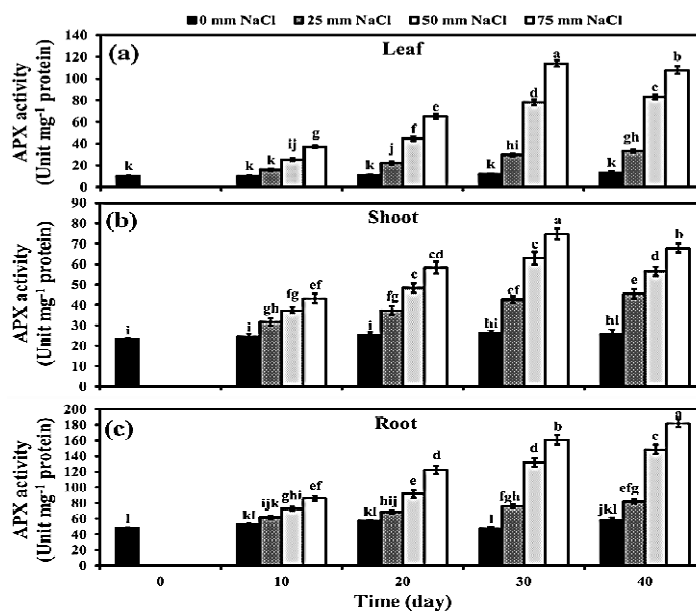 0 mm NaCl 25 mm NaCl 50 mm NaCl 75 mm NaCl
(a) Leaf
APX activity
(Unit mg-1 protein)
140
120
100
80
60
40
20
0
k
k k ij g
k j f e
k hi d a
k gh c b
(b) Shoot
APX activity
(Unit mg-1 protein)
90
80
70
60
50
40
30
20
10
0
i
i gh fg ef
i fg c cd
hi cf c a
hl e d b
(c) Root
APX activity
(Unit mg-1 protein)
200
180
160
140
120
100
80
60
40
20
0
l
kl ijk ghi ef
kl hij e d
l fgh d b
jkl efg c a
0 10 20 30 40
Time (day)